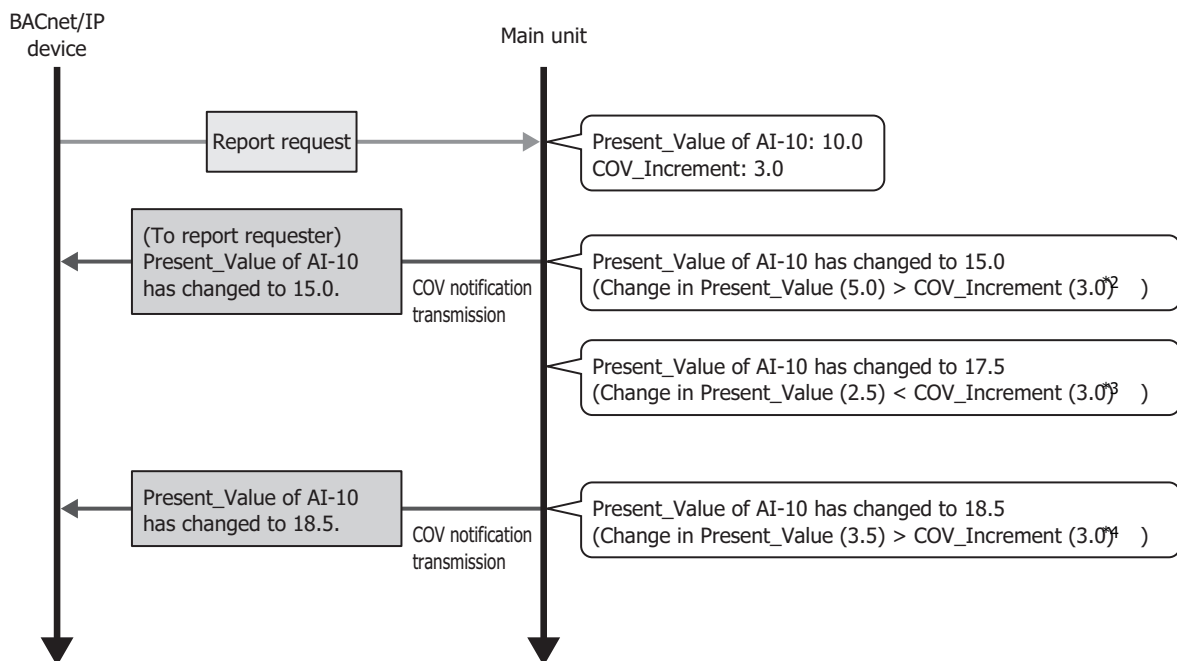 BACnet/IP
device
Main unit
Report request
Present_Value of AI-10: 10.0
COV_Increment: 3.0
(To report requester)
Present_Value of AI-10
has changed to 15.0.
COV notification
transmission
Present_Value of AI-10 has changed to 15.0
(Change in Present_Value (5.0) > COV_Increment (3.0)*2 )
Present_Value of AI-10 has changed to 17.5
(Change in Present_Value (2.5) < COV_Increment (3.0)*3 )
Present_Value of AI-10
has changed to 18.5.
COV notification
transmission
Present_Value of AI-10 has changed to 18.5
(Change in Present_Value (3.5) > COV_Increment (3.0)*4 )